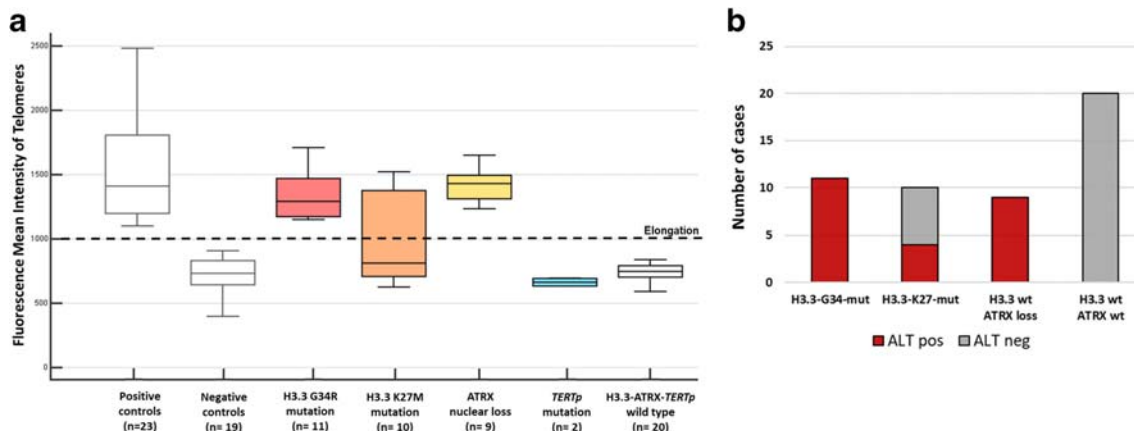 a
Fluorescence Mean Intensity of Telomeres
2500
2000
1500
1000
500
0
Elongation
Positive
controls
(n=23)
Negative
controls
(n= 19)
H3.3 G34R
mutation
(n= 11)
H3.3 K27M
mutation
(n= 10)
ATRX
nuclear loss
(n= 9)
TERTp
mutation
(n= 2)
H3.3-ATRX-TERTp
wild type
(n= 20)
b
Number of cases
25
20
15
10
5
0
H3.3-G34-mut
H3.3-K27-mut
H3.3 wt
ATRX loss
H3.3 wt
ATRX wt
ALT pos
ALT neg